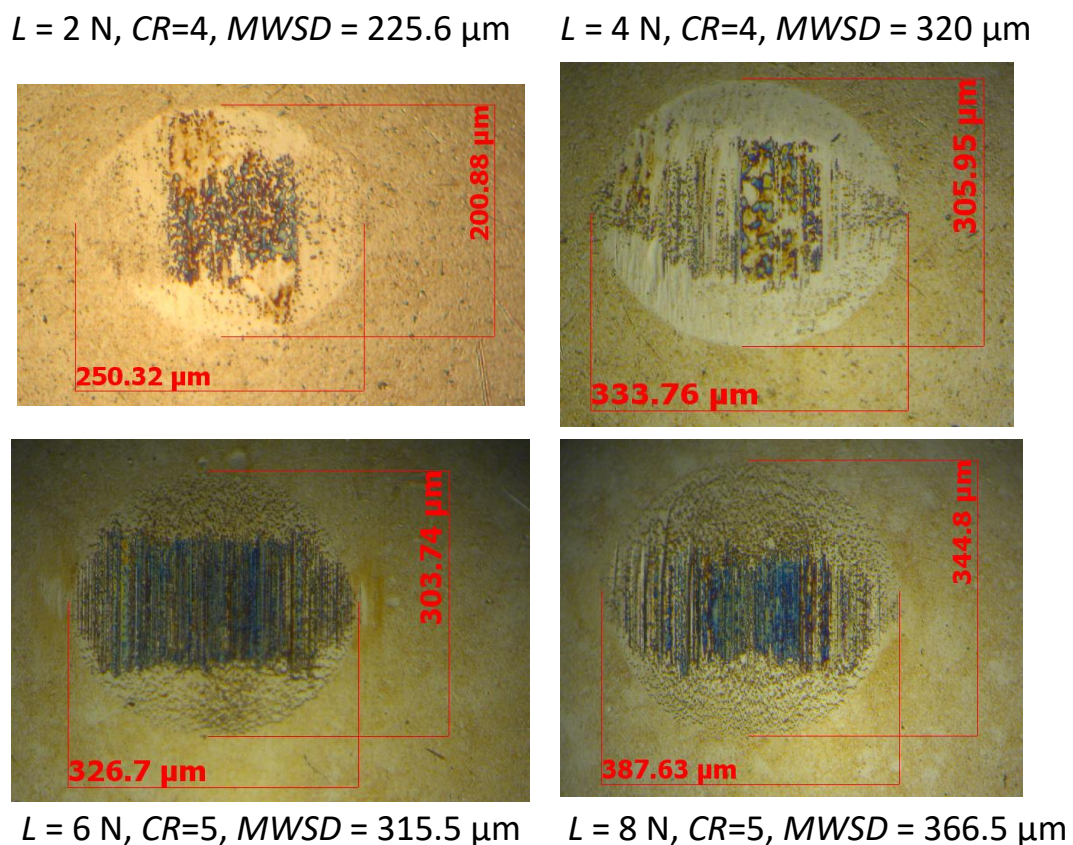 L = 2 N, CR=4, MWSD = 225.6 µm
L = 4 N, CR=4, MWSD = 320 µm
200.88 µm
250.32 µm
305.95 µm
333.76 µm
303.74 µm
326.7 µm
344.8 µm
387.63 µm
L = 6 N, CR=5, MWSD = 315.5 µm
L = 8 N, CR=5, MWSD = 366.5 µm